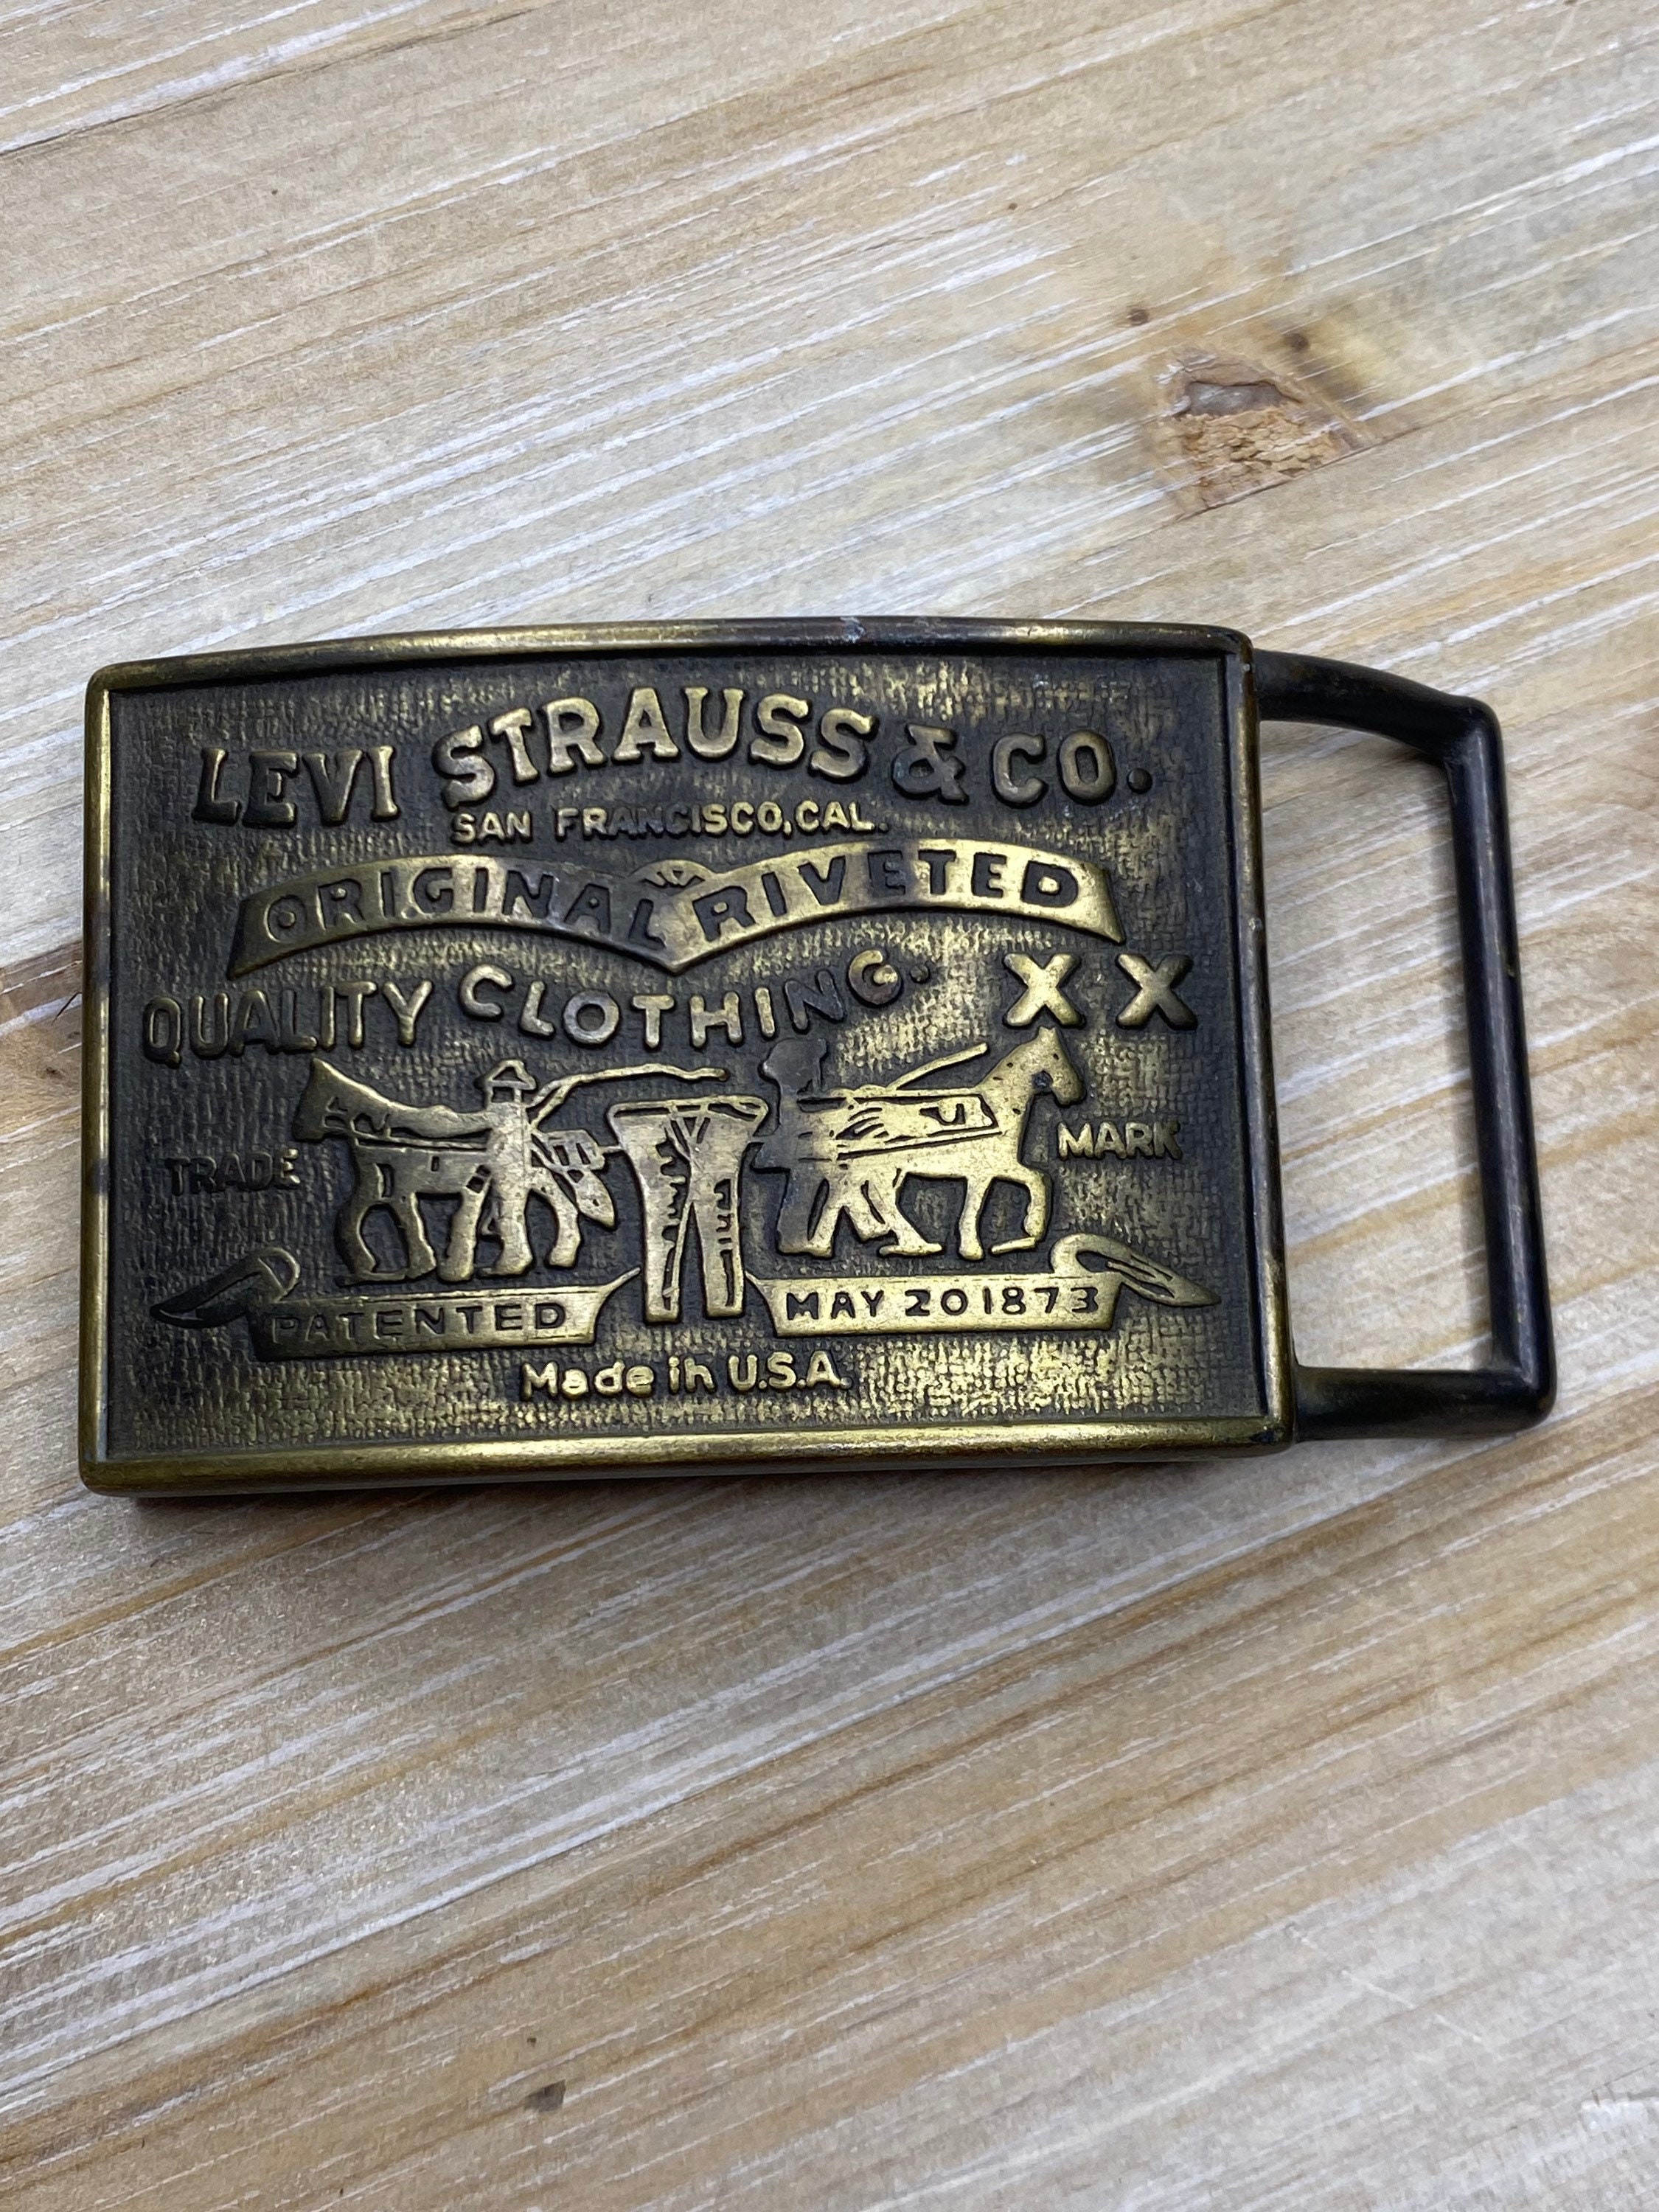 LEVI STRAUSS & CO.
SAN FRANCISCO, CAL.
ORIGINAL RIVETED
QUALITY CLOTHING. XX
TRADE MARK
PATENTED MAY 20 1873
Made in U.S.A.